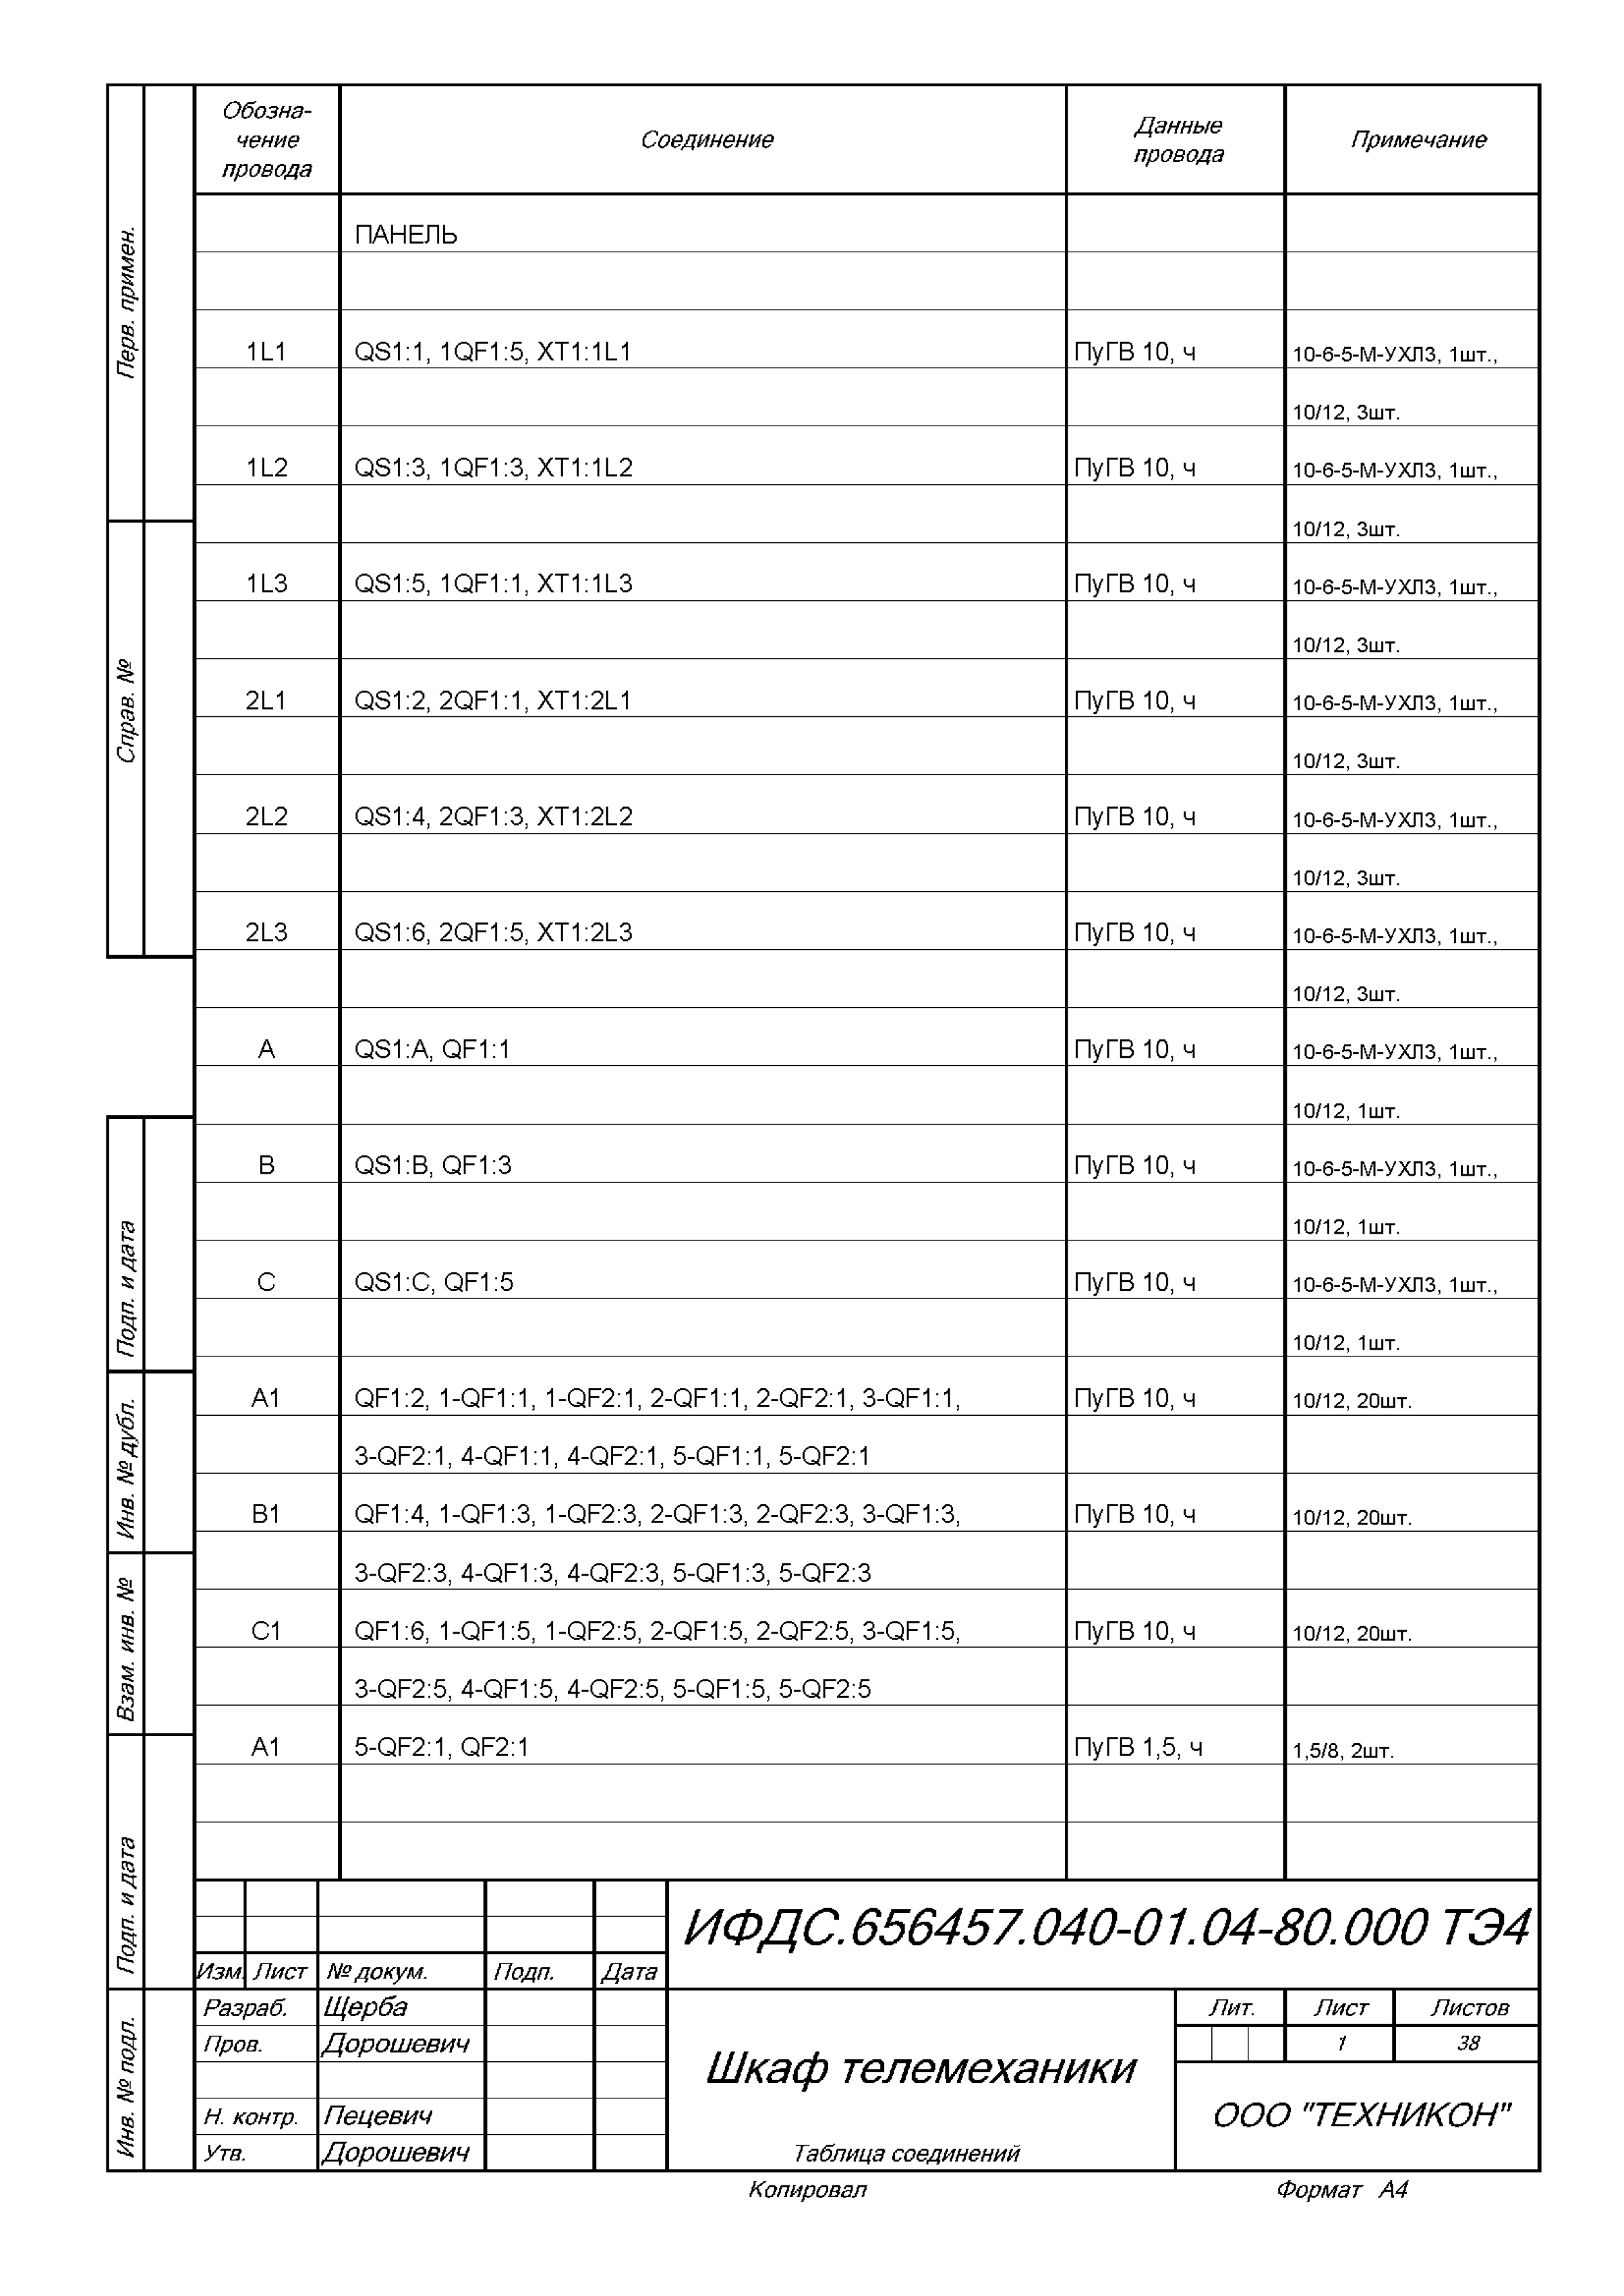 Обозна-
чение
провода
Соединение
Данные
провода
Примечание
ПАНЕЛЬ
1L1 QS1:1, 1QF1:5, XT1:1L1 ПуГВ 10, ч 10-6-5-М-УХЛ3, 1шт.,
10/12, 3шт.
1L2 QS1:3, 1QF1:3, XT1:1L2 ПуГВ 10, ч 10-6-5-М-УХЛ3, 1шт.,
10/12, 3шт.
1L3 QS1:5, 1QF1:1, XT1:1L3 ПуГВ 10, ч 10-6-5-М-УХЛ3, 1шт.,
10/12, 3шт.
2L1 QS1:2, 2QF1:1, XT1:2L1 ПуГВ 10, ч 10-6-5-М-УХЛ3, 1шт.,
10/12, 3шт.
2L2 QS1:4, 2QF1:3, XT1:2L2 ПуГВ 10, ч 10-6-5-М-УХЛ3, 1шт.,
10/12, 3шт.
2L3 QS1:6, 2QF1:5, XT1:2L3 ПуГВ 10, ч 10-6-5-М-УХЛ3, 1шт.,
10/12, 3шт.
A QS1:A, QF1:1 ПуГВ 10, ч 10-6-5-М-УХЛ3, 1шт.,
10/12, 1шт.
B QS1:B, QF1:3 ПуГВ 10, ч 10-6-5-М-УХЛ3, 1шт.,
10/12, 1шт.
C QS1:C, QF1:5 ПуГВ 10, ч 10-6-5-М-УХЛ3, 1шт.,
10/12, 1шт.
A1 QF1:2, 1-QF1:1, 1-QF2:1, 2-QF1:1, 2-QF2:1, 3-QF1:1, ПуГВ 10, ч 10/12, 20шт.
3-QF2:1, 4-QF1:1, 4-QF2:1, 5-QF1:1, 5-QF2:1
B1 QF1:4, 1-QF1:3, 1-QF2:3, 2-QF1:3, 2-QF2:3, 3-QF1:3, ПуГВ 10, ч 10/12, 20шт.
3-QF2:3, 4-QF1:3, 4-QF2:3, 5-QF1:3, 5-QF2:3
C1 QF1:6, 1-QF1:5, 1-QF2:5, 2-QF1:5, 2-QF2:5, 3-QF1:5, ПуГВ 10, ч 10/12, 20шт.
3-QF2:5, 4-QF1:5, 4-QF2:5, 5-QF1:5, 5-QF2:5
A1 5-QF2:1, QF2:1 ПуГВ 1,5, ч 1,5/8, 2шт.
Перв. примен.
Справ. №
Подп. и дата
Инв. № дубл.
Взам. инв. №
Подп. и дата
Инв. № подл.
ИФДС.656457.040-01.04-80.000 ТЭ4
Изм. Лист № докум. Подп. Дата
Разраб. Щерба
Пров. Дорошевич
Н. контр. Пецевич
Утв. Дорошевич
Шкаф телемеханики
Таблица соединений
Лит. Лист Листов
1 38
ООО "ТЕХНИКОН"
Копировал Формат А4